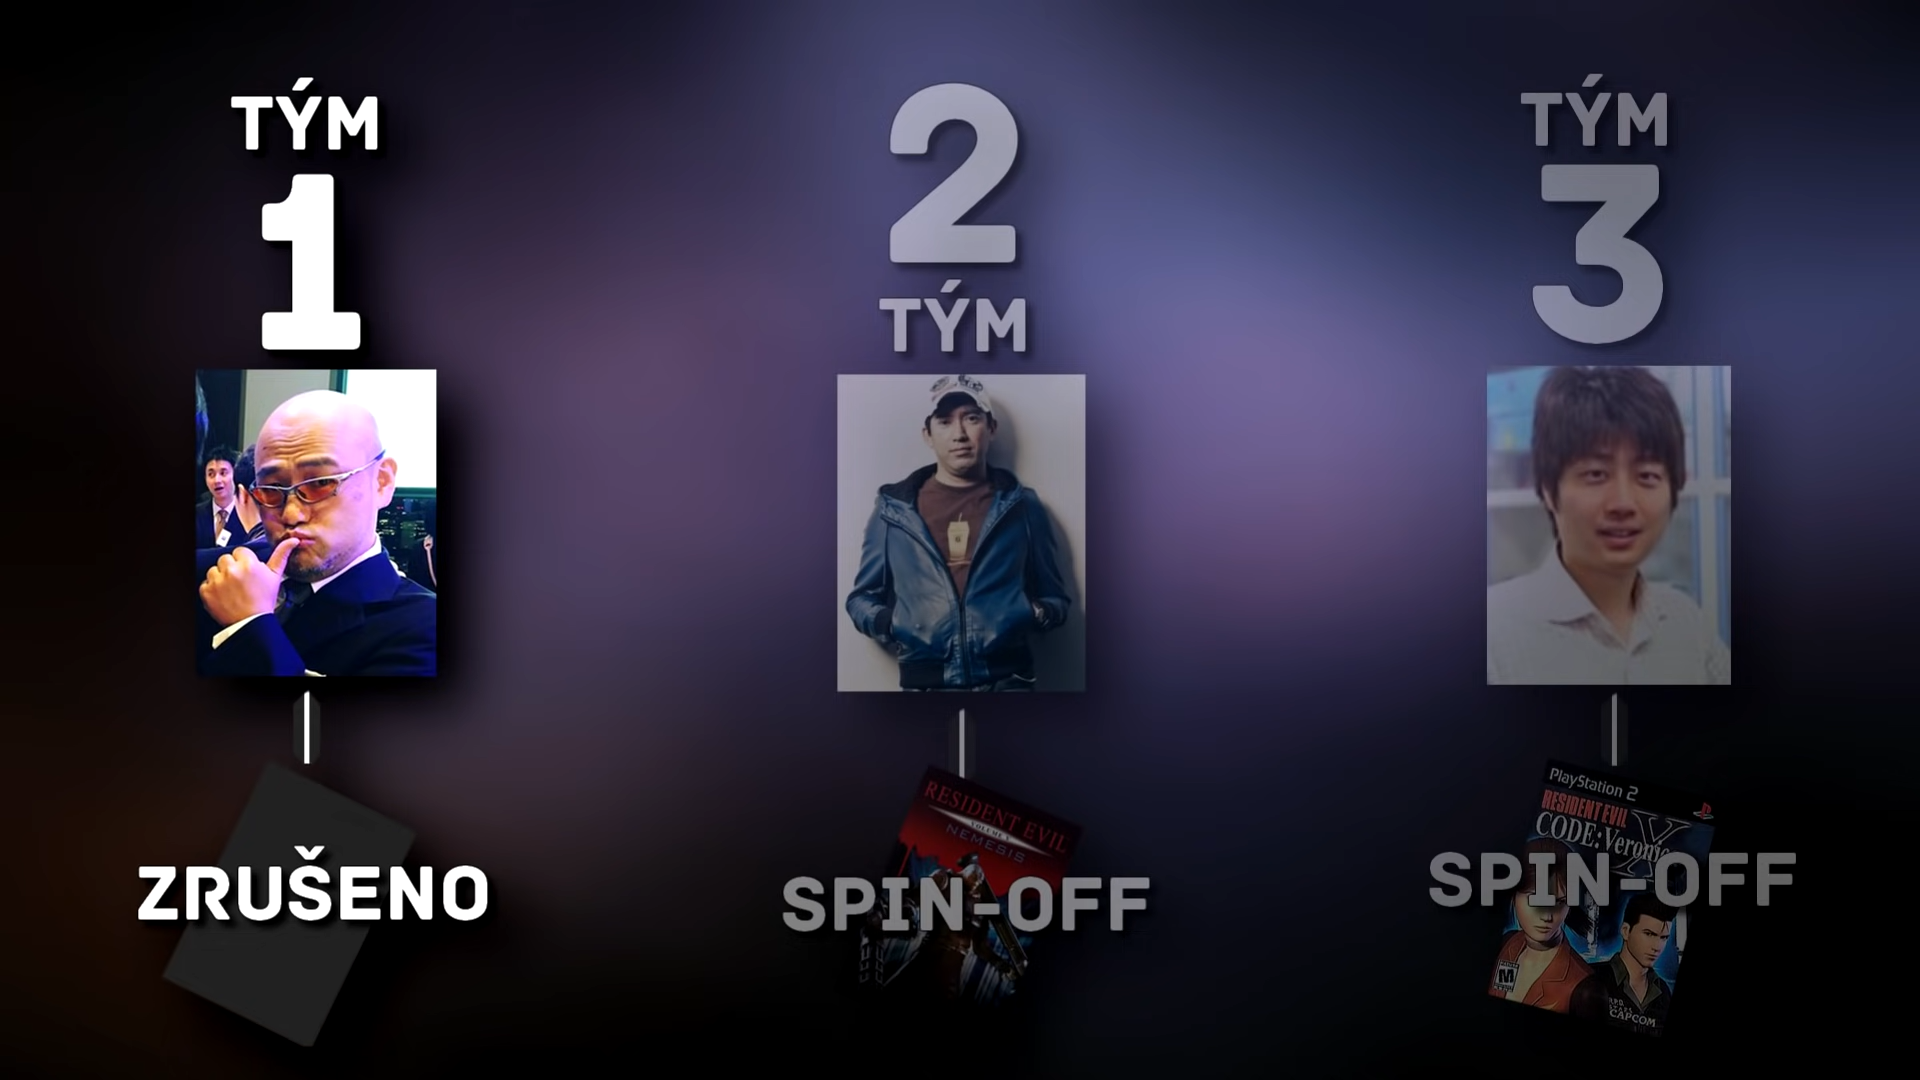 TÝM
1
ZRUŠENO
2
TÝM
RESIDENT EVIL
NEMESIS
SPIN-OFF
TÝM
3
PlayStation 2
RESIDENT EVIL
CODE: Veronic
X
SPIN-OFF
M
CAPCOM